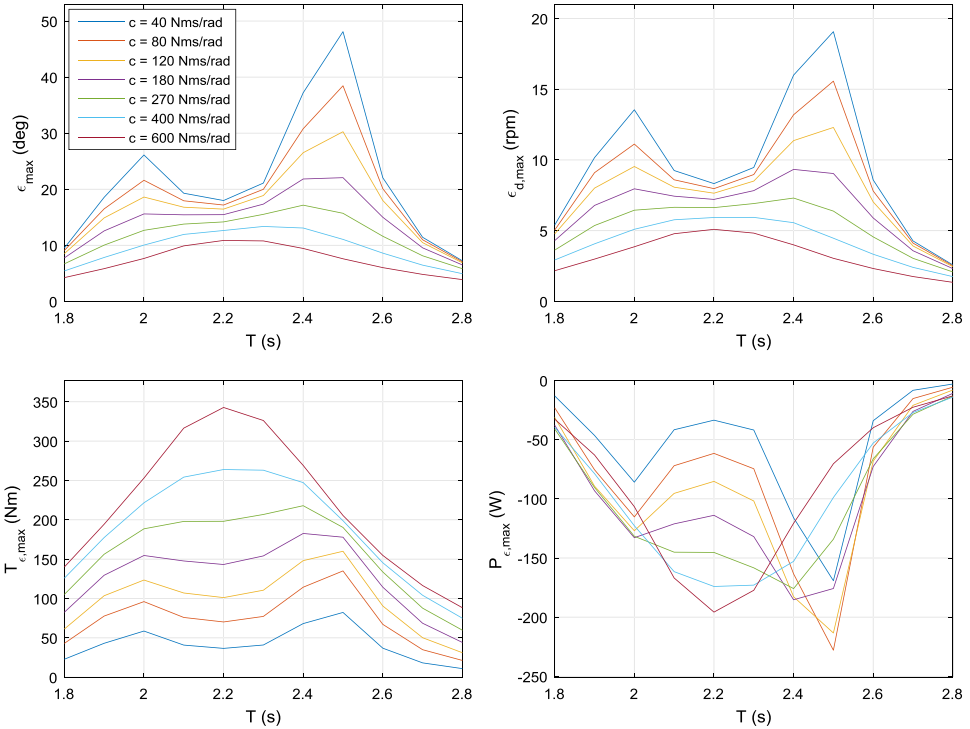 50
40
30
20
10
0
ϵmax (deg)
c = 40 Nms/rad
c = 80 Nms/rad
c = 120 Nms/rad
c = 180 Nms/rad
c = 270 Nms/rad
c = 400 Nms/rad
c = 600 Nms/rad
1.8 2 2.2 2.4 2.6 2.8
T (s)
20
15
10
5
0
ϵd,max (rpm)
1.8 2 2.2 2.4 2.6 2.8
T (s)
350
300
250
200
150
100
50
0
Tϵ,max (Nm)
1.8 2 2.2 2.4 2.6 2.8
T (s)
0
-50
-100
-150
-200
-250
Pϵ,max (W)
1.8 2 2.2 2.4 2.6 2.8
T (s)